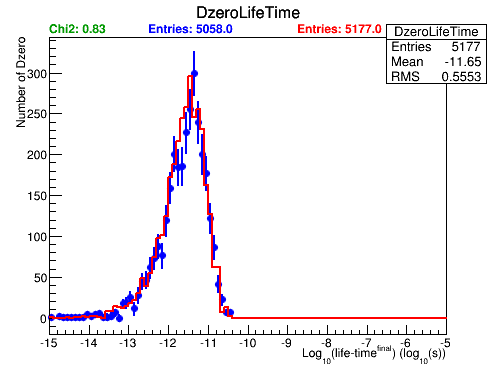 DzeroLifeTime
Chi2: 0.83 Entries: 5058.0 Entries: 5177.0
DzeroLifeTime
Entries 5177
Mean -11.65
RMS 0.5553
Number of Dzero
300
250
200
150
100
50
0
-15 -14 -13 -12 -11 -10 -9 -8 -7 -6 -5
Log10(life-time^final) (log10(s))